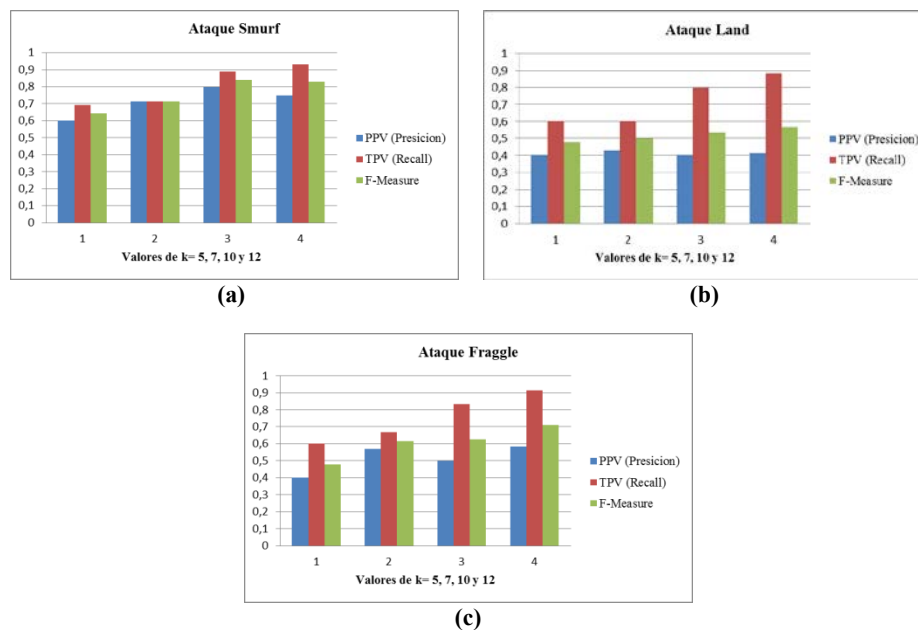 Ataque Smurf
1
0,9
0,8
0,7
0,6
0,5
0,4
0,3
0,2
0,1
0
PPV (Presicion)
TPV (Recall)
F-Measure
1 2 3 4
Valores de k= 5, 7, 10 y 12
(a)
Ataque Land
1
0,9
0,8
0,7
0,6
0,5
0,4
0,3
0,2
0,1
0
PPV (Presicion)
TPV (Recall)
F-Measure
1 2 3 4
Valores de k= 5, 7, 10 y 12
(b)
Ataque Fraggle
1
0,9
0,8
0,7
0,6
0,5
0,4
0,3
0,2
0,1
0
PPV (Presicion)
TPV (Recall)
F-Measure
1 2 3 4
Valores de k= 5, 7, 10 y 12
(c)